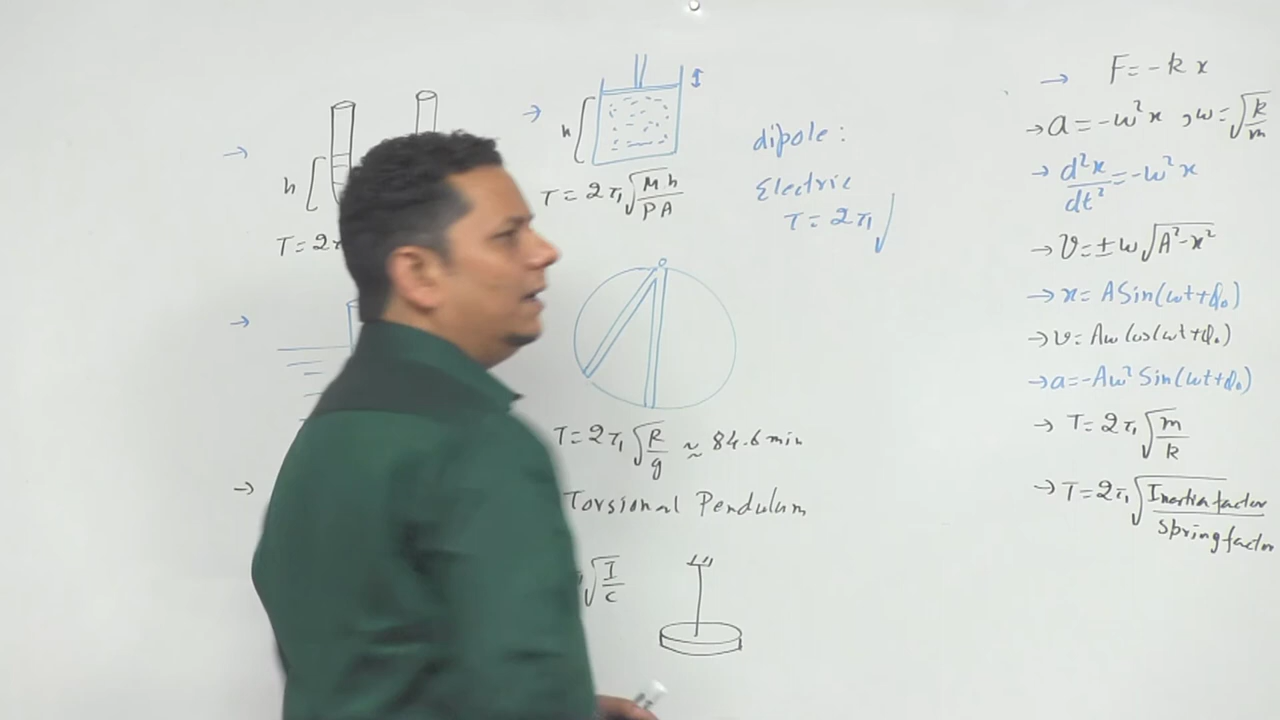 h
T = 2π
h
T = 2π √(Mh/PA)
T = 2π √(R/g) ≈ 84.6 min
Torsional Pendulum
√(I/C)
dipole :
Electric
T = 2π √
→ F = -kx
→ a = -ω²x , ω = √(k/m)
→ d²x/dt² = -ω²x
→ v = ±ω √(A²-x²)
→ x = A Sin(ωt+φ₀)
→ v = Aω Cos(ωt+φ₀)
→ a = -Aω² Sin(ωt+φ₀)
→ T = 2π √(m/k)
→ T = 2π √(Inertia factor/Spring factor)